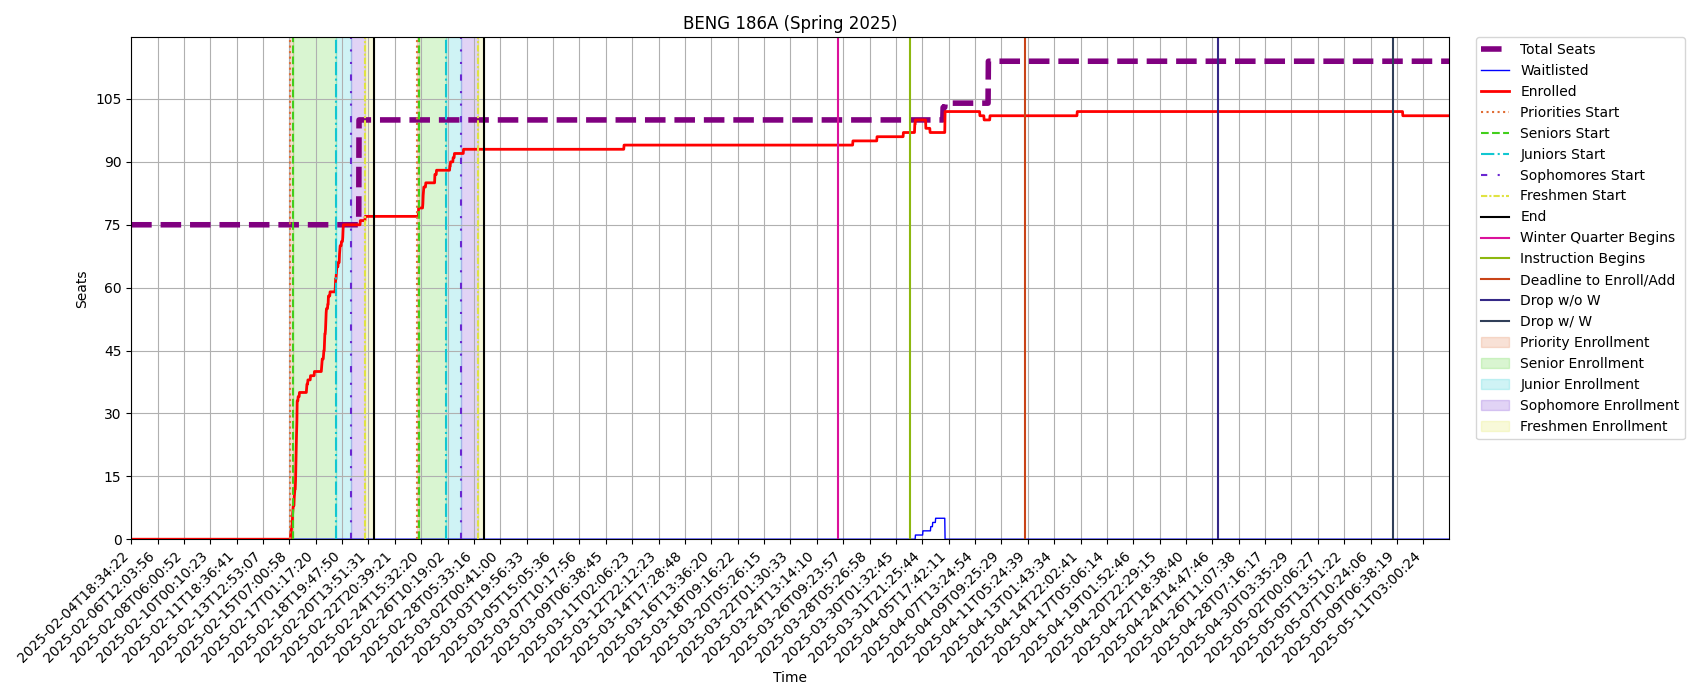 BENG 186A (Spring 2025)
Seats
105
90
75
60
45
30
15
0
2025-02-04T18:34:22
2025-02-06T12:03:56
2025-02-08T06:00:52
2025-02-10T00:10:23
2025-02-11T18:36:41
2025-02-13T12:53:07
2025-02-15T07:00:58
2025-02-17T01:17:20
2025-02-18T19:47:50
2025-02-20T13:51:31
2025-02-22T20:39:21
2025-02-24T15:32:20
2025-02-26T10:19:02
2025-02-28T05:33:16
2025-03-02T00:41:00
2025-03-03T19:56:33
2025-03-05T15:05:36
2025-03-07T10:17:56
2025-03-09T06:38:45
2025-03-11T02:06:23
2025-03-12T22:12:23
2025-03-14T17:28:48
2025-03-16T13:36:20
2025-03-18T09:16:22
2025-03-20T05:26:15
2025-03-22T01:30:33
2025-03-24T13:14:10
2025-03-26T09:23:57
2025-03-28T05:26:58
2025-03-30T01:32:45
2025-03-31T21:25:44
2025-04-05T17:42:11
2025-04-07T13:24:54
2025-04-09T09:25:29
2025-04-11T05:24:39
2025-04-13T01:43:34
2025-04-14T22:02:41
2025-04-17T05:06:14
2025-04-19T01:52:46
2025-04-20T22:29:15
2025-04-22T18:38:40
2025-04-24T14:47:46
2025-04-26T11:07:38
2025-04-28T07:16:17
2025-04-30T03:35:29
2025-05-02T00:06:27
2025-05-05T13:51:22
2025-05-07T10:24:06
2025-05-09T06:38:19
2025-05-11T03:00:24
Time
Total Seats
Waitlisted
Enrolled
Priorities Start
Seniors Start
Juniors Start
Sophomores Start
Freshmen Start
End
Winter Quarter Begins
Instruction Begins
Deadline to Enroll/Add
Drop w/o W
Drop w/ W
Priority Enrollment
Senior Enrollment
Junior Enrollment
Sophomore Enrollment
Freshmen Enrollment